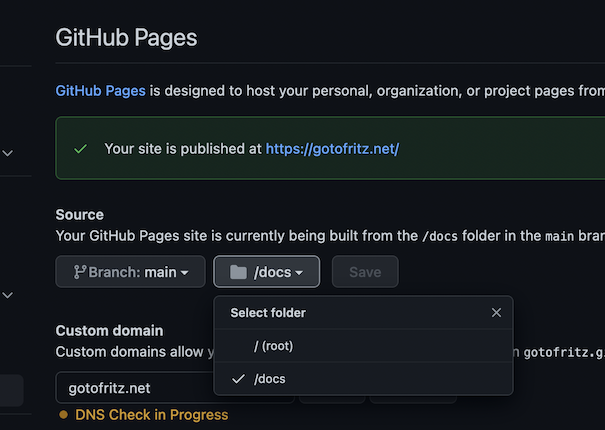 GitHub Pages
GitHub Pages is designed to host your personal, organization, or project pages from
Your site is published at https://gotofritz.net/
Source
Your GitHub Pages site is currently being built from the /docs folder in the main
Branch: main /docs Save
Select folder
/ (root)
/docs
Custom domain
Custom domains allow
gotofritz.net
DNS Check in Progress